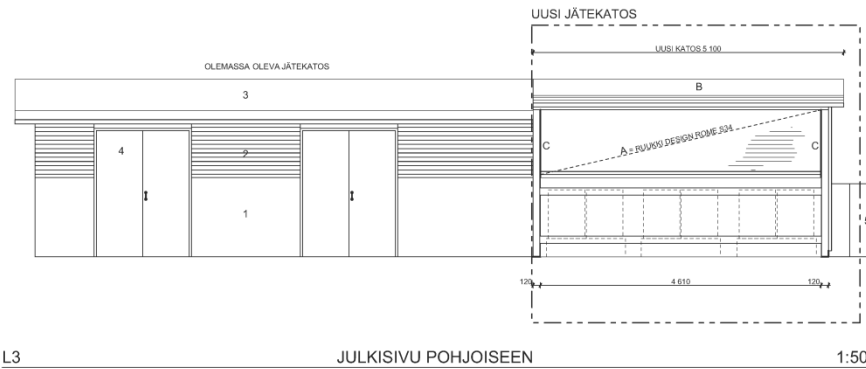 UUSI JÄTEKATOS
UUSI KATOS 5 100
OLEMASSA OLEVA JÄTEKATOS
3
B
4
2
1
C
A = RUUKKI DESIGN ROME S/34
C
120
4 610
120
L3
JULKISIVU POHJOISEEN
1:50